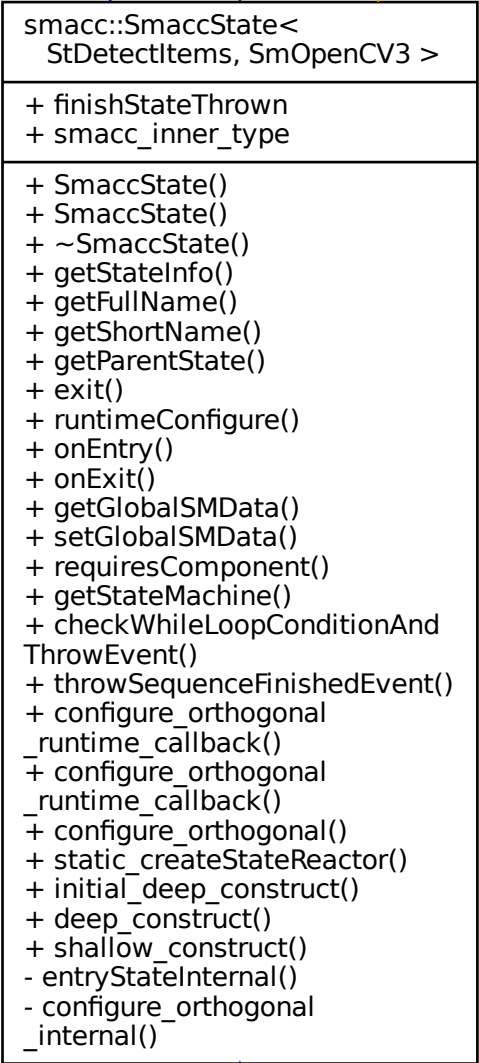 smacc::SmaccState<
StDetectItems, SmOpenCV3 >
+ finishStateThrown
+ smacc_inner_type
+ SmaccState()
+ SmaccState()
+ ~SmaccState()
+ getStateInfo()
+ getFullName()
+ getShortName()
+ getParentState()
+ exit()
+ runtimeConfigure()
+ onEntry()
+ onExit()
+ getGlobalSMData()
+ setGlobalSMData()
+ requiresComponent()
+ getStateMachine()
+ checkWhileLoopConditionAnd
ThrowEvent()
+ throwSequenceFinishedEvent()
+ configure_orthogonal
_runtime_callback()
+ configure_orthogonal
_runtime_callback()
+ configure_orthogonal()
+ static_createStateReactor()
+ initial_deep_construct()
+ deep_construct()
+ shallow_construct()
- entryStateInternal()
- configure_orthogonal
_internal()